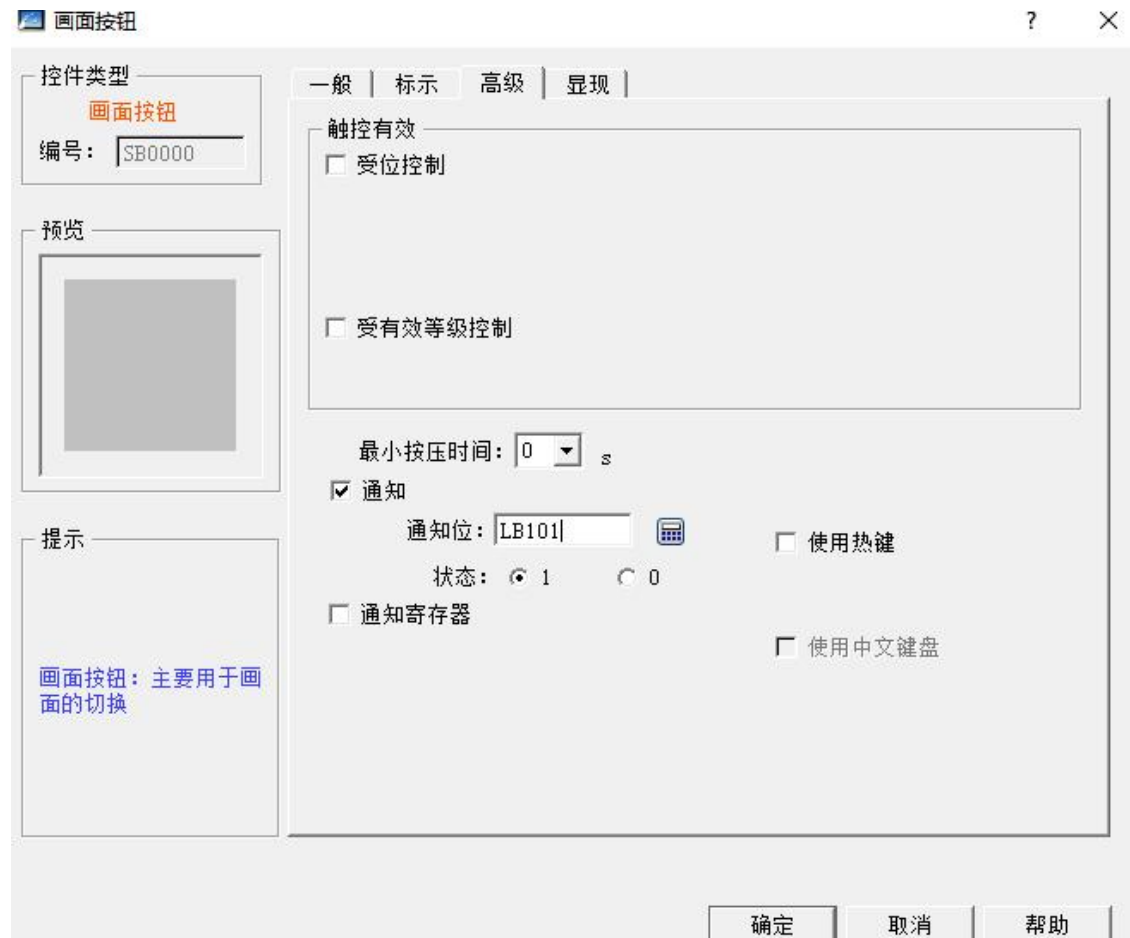 画面按钮
?
控件类型
画面按钮
编号: SB0000
预览
提示
画面按钮: 主要用于画
面的切换
一般 标示 高级 显现
触控有效
受位控制
受有效等级控制
最小按压时间: 0 s
通知
通知位: LB101
状态: 1 0
通知寄存器
使用热键
使用中文键盘
确定 取消 帮助